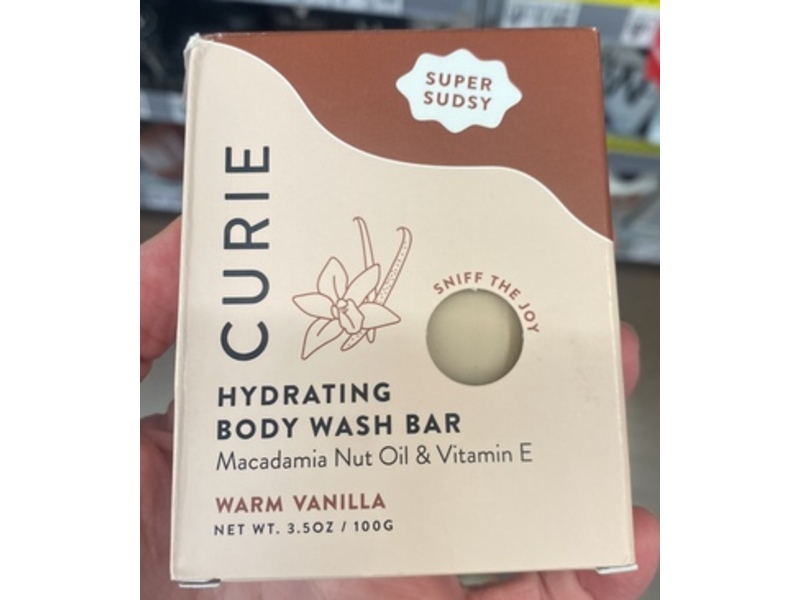 SUPER
SUDSY
CURIE
SNIFF THE JOY
HYDRATING
BODY WASH BAR
Macadamia Nut Oil & Vitamin E
WARM VANILLA
NET WT. 3.5OZ / 100G